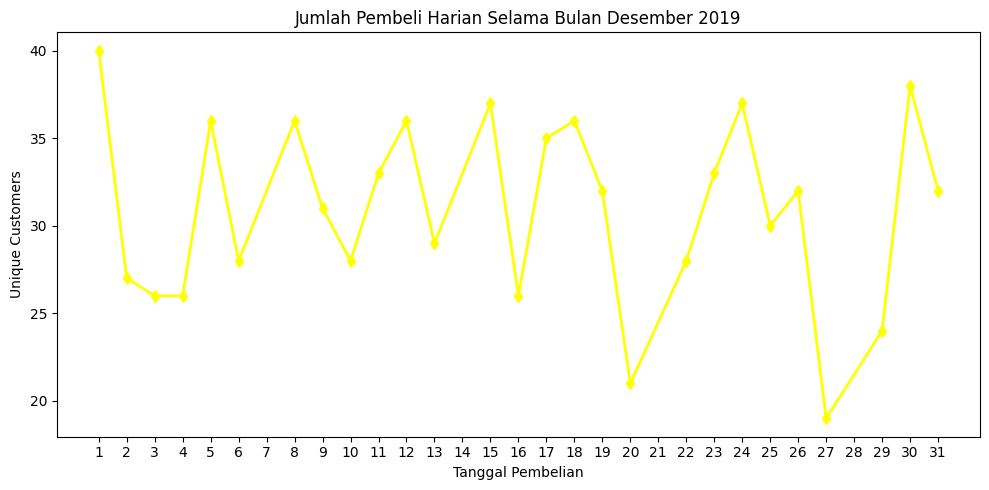 Jumlah Pembeli Harian Selama Bulan Desember 2019
Unique Customers
40
35
30
25
20
1 2 3 4 5 6 7 8 9 10 11 12 13 14 15 16 17 18 19 20 21 22 23 24 25 26 27 28 29 30 31
Tanggal Pembelian